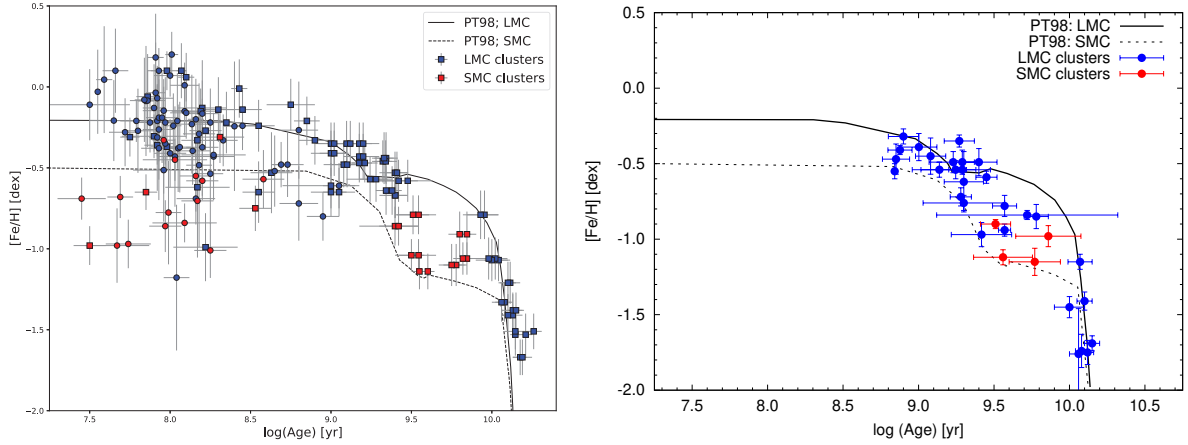 0.5
0.0
−0.5
−1.0
−1.5
−2.0
[Fe/H] [dex]
PT98; LMC
PT98; SMC
LMC clusters
SMC clusters
7.5 8.0 8.5 9.0 9.5 10.0
log(Age) [yr]
0.5
0.0
-0.5
-1.0
-1.5
-2.0
[Fe/H] [dex]
PT98: LMC
PT98: SMC
LMC clusters
SMC clusters
7.5 8.0 8.5 9.0 9.5 10.0 10.5
log (Age) [yr]